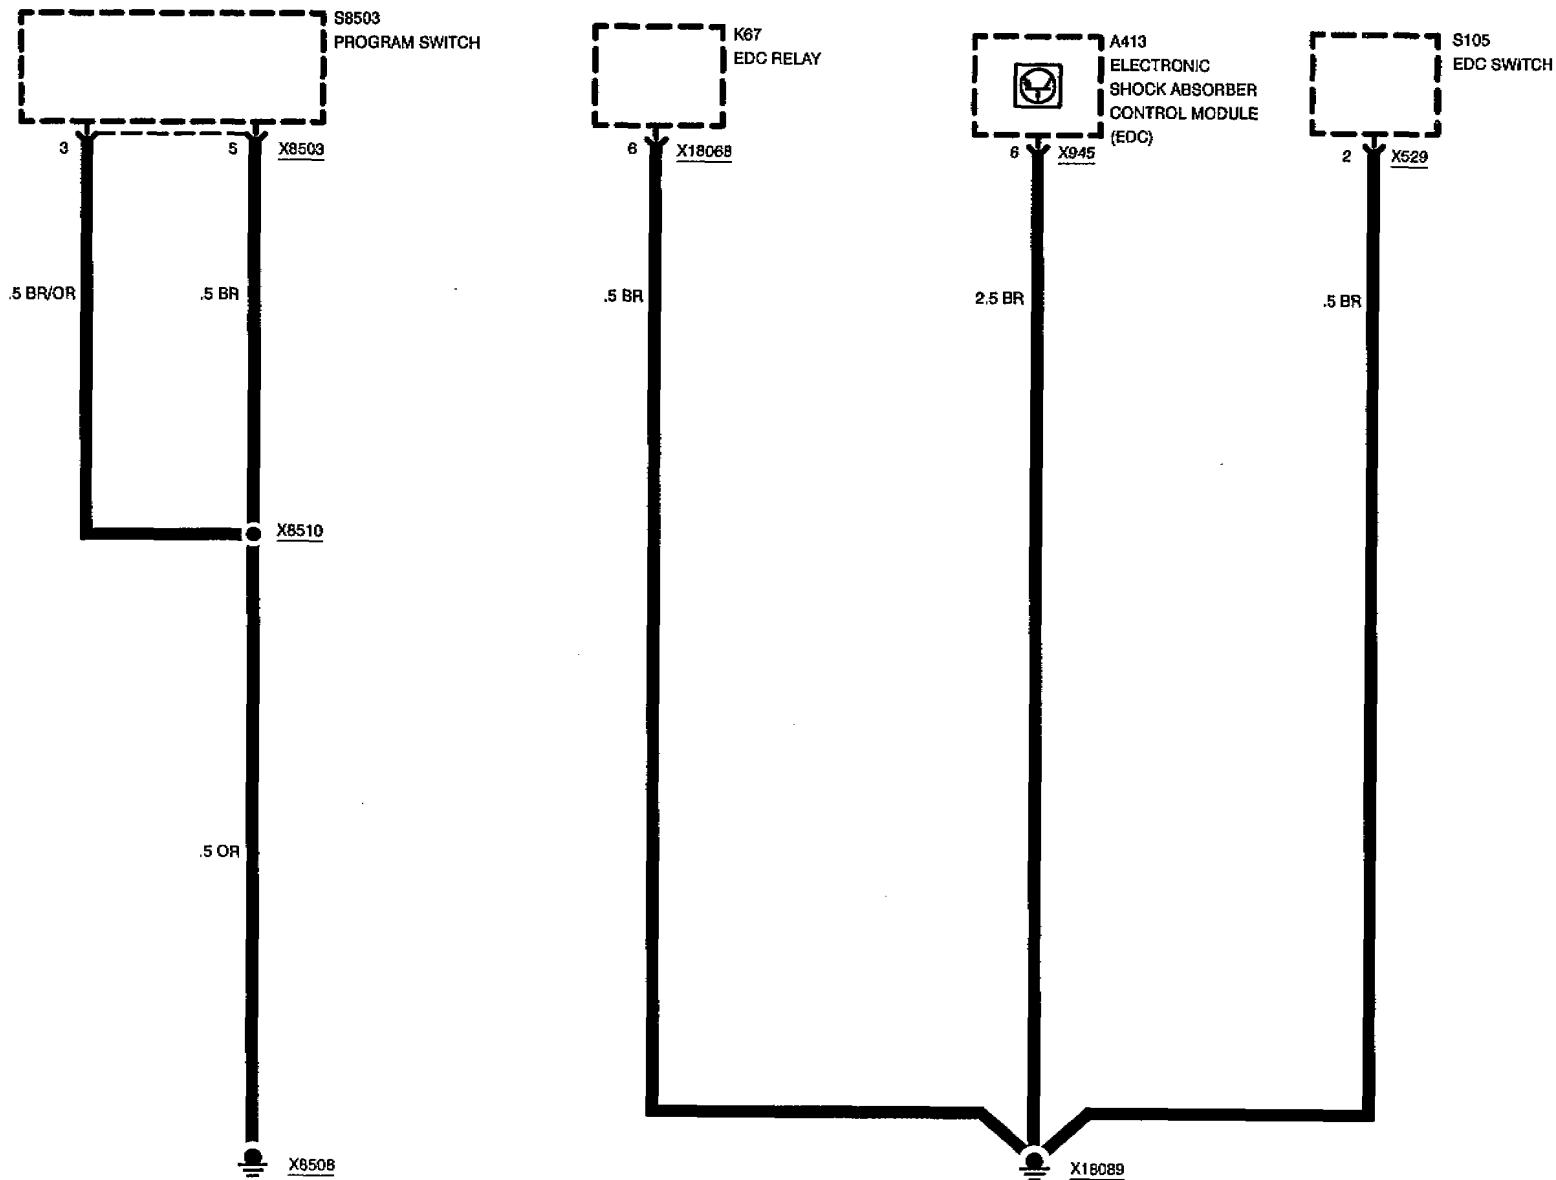 S8503
PROGRAM SWITCH
3
5
X8503
.5 BR/OR
.5 BR
X8510
.5 OR
X8508
K67
EDC RELAY
6
X18068
.5 BR
A413
ELECTRONIC
SHOCK ABSORBER
CONTROL MODULE
(EDC)
6
X945
2.5 BR
S105
EDC SWITCH
2
X529
.5 BR
X18089